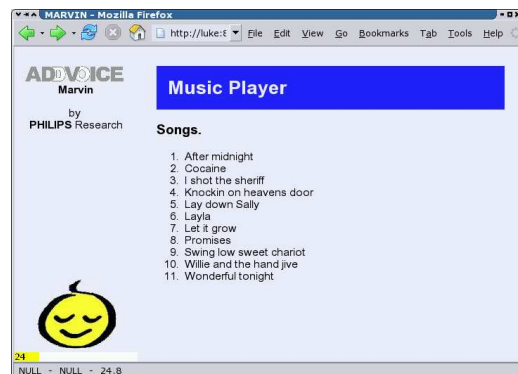 MARVIN - Mozilla Firefox
http://luke:8 File Edit View Go Bookmarks Tab Tools Help
ADDVOICE
Marvin
by
PHILIPS Research
Music Player
Songs.
1. After midnight
2. Cocaine
3. I shot the sheriff
4. Knockin on heavens door
5. Lay down Sally
6. Layla
7. Let it grow
8. Promises
9. Swing low sweet chariot
10. Willie and the hand jive
11. Wonderful tonight
24
NULL - NULL - 24.8